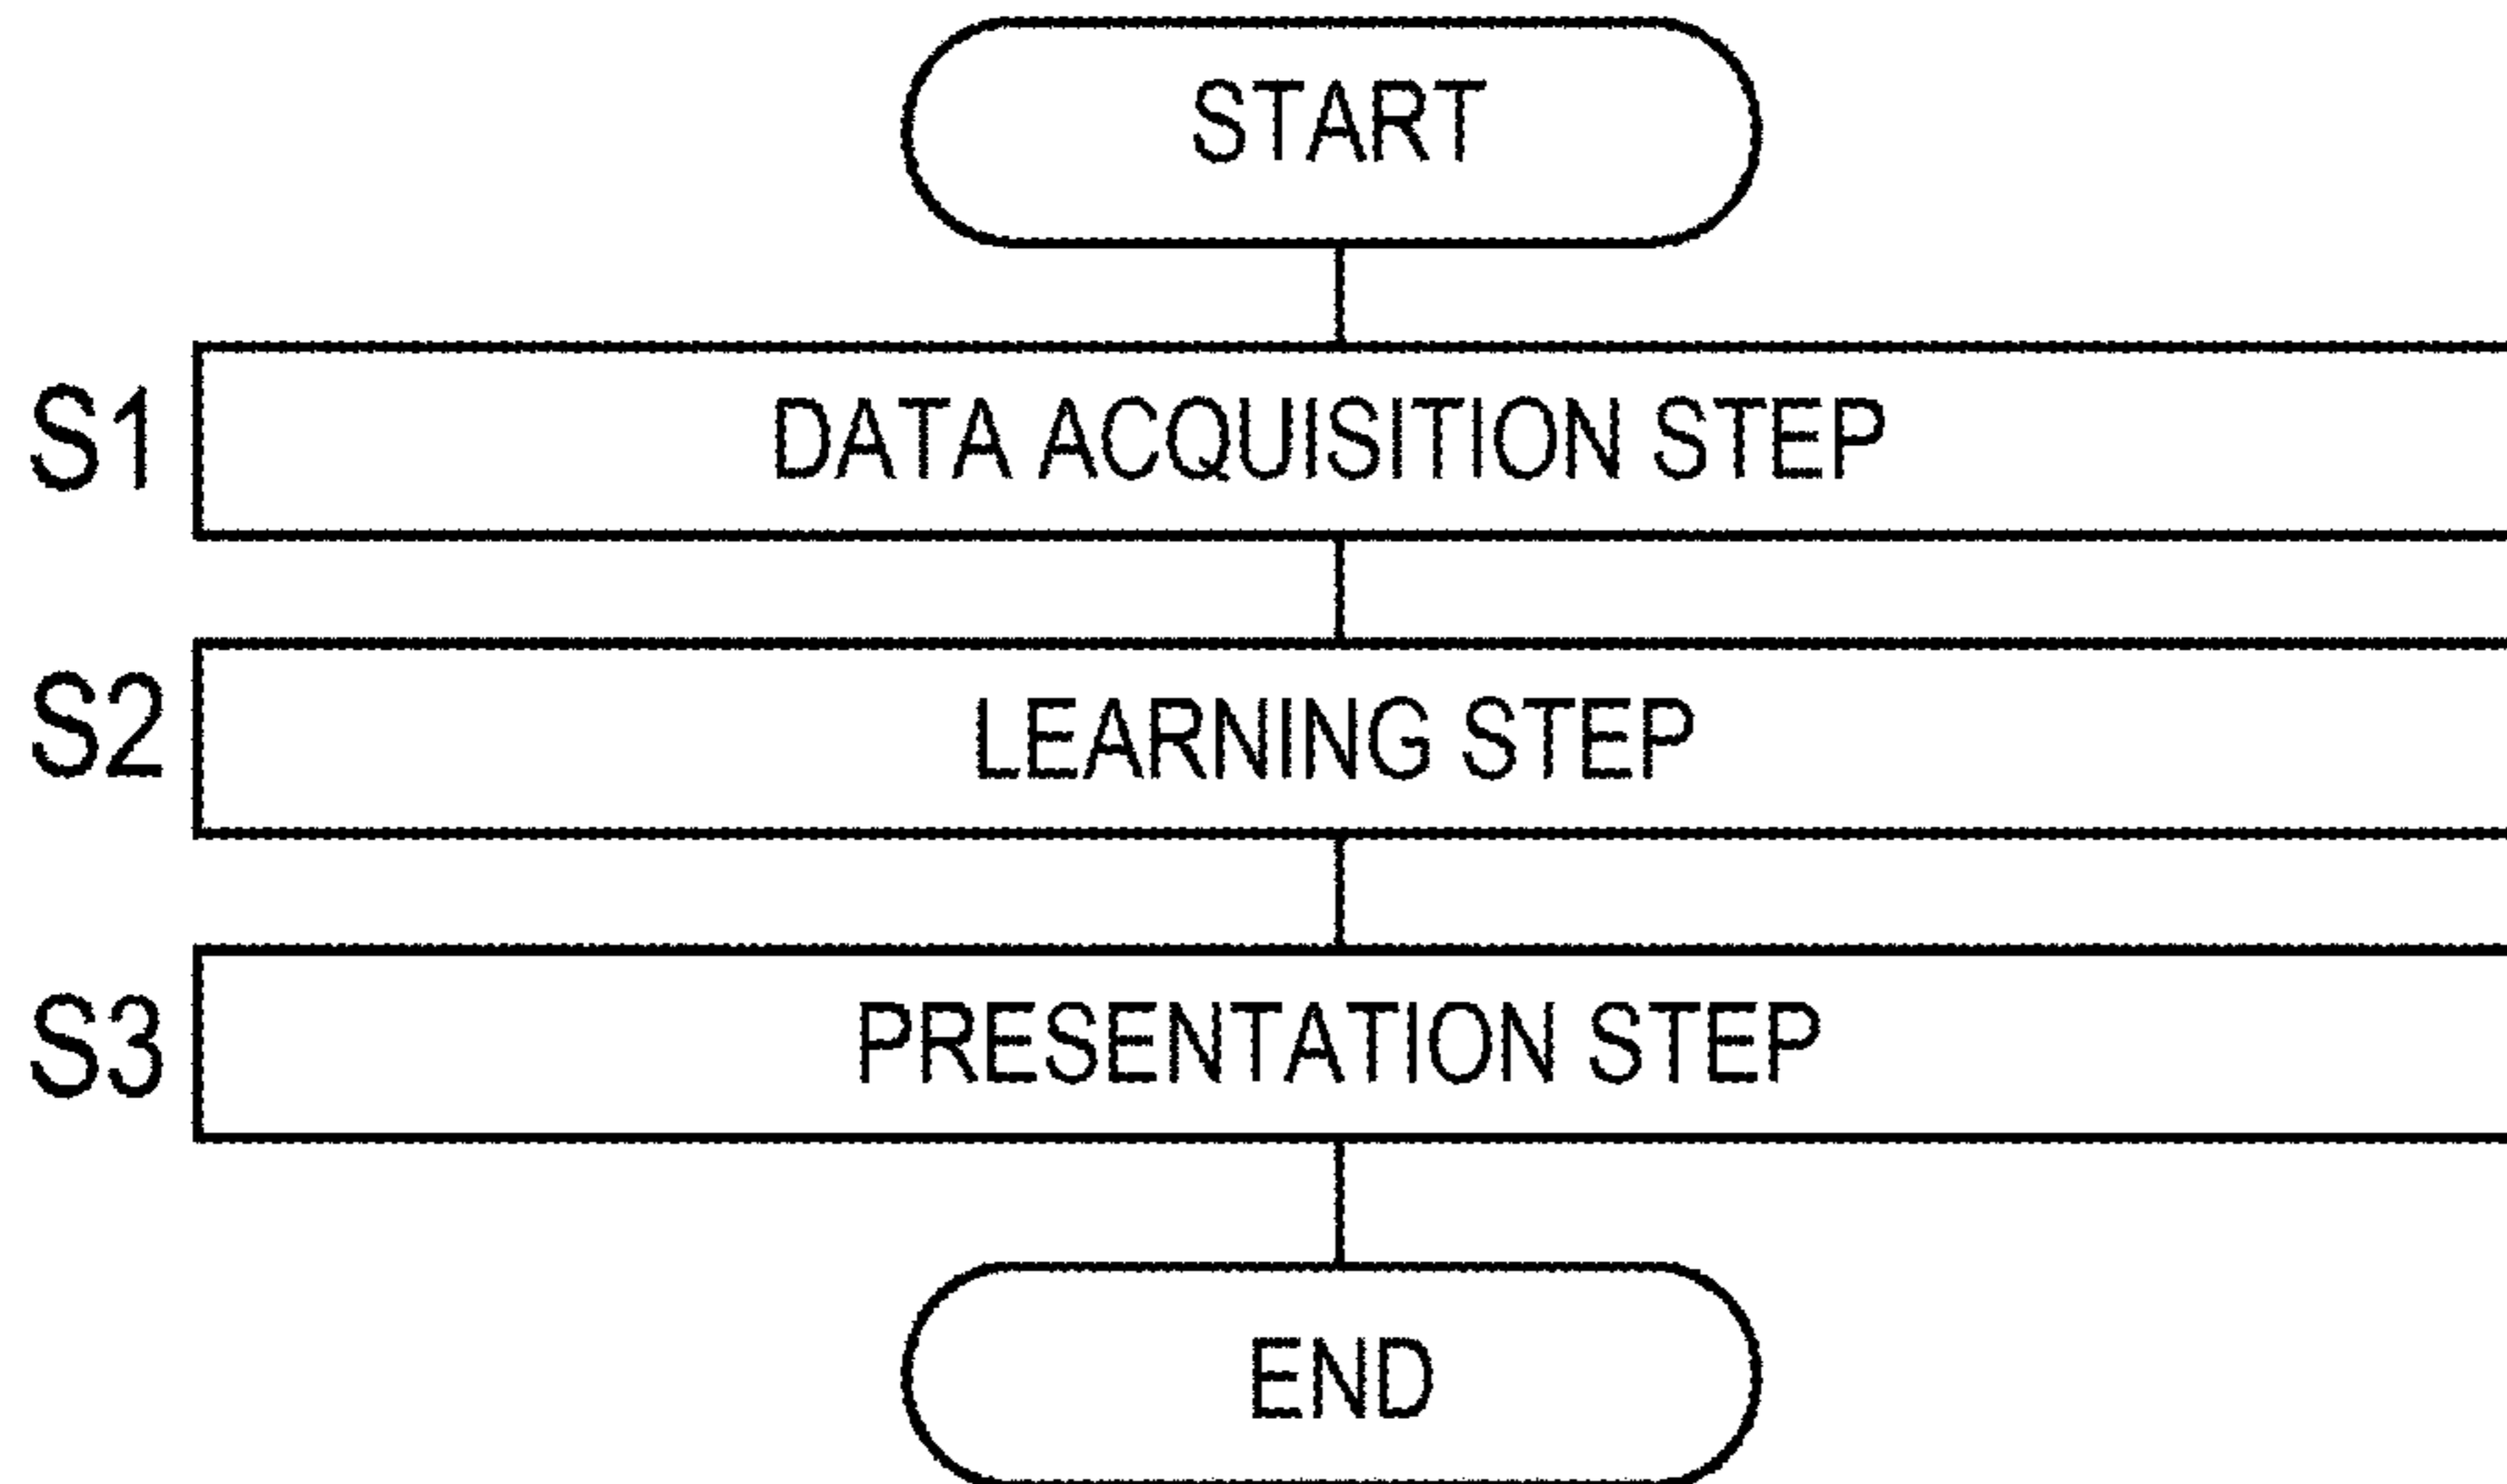 START
S1 DATA ACQUISITION STEP
S2 LEARNING STEP
S3 PRESENTATION STEP
END